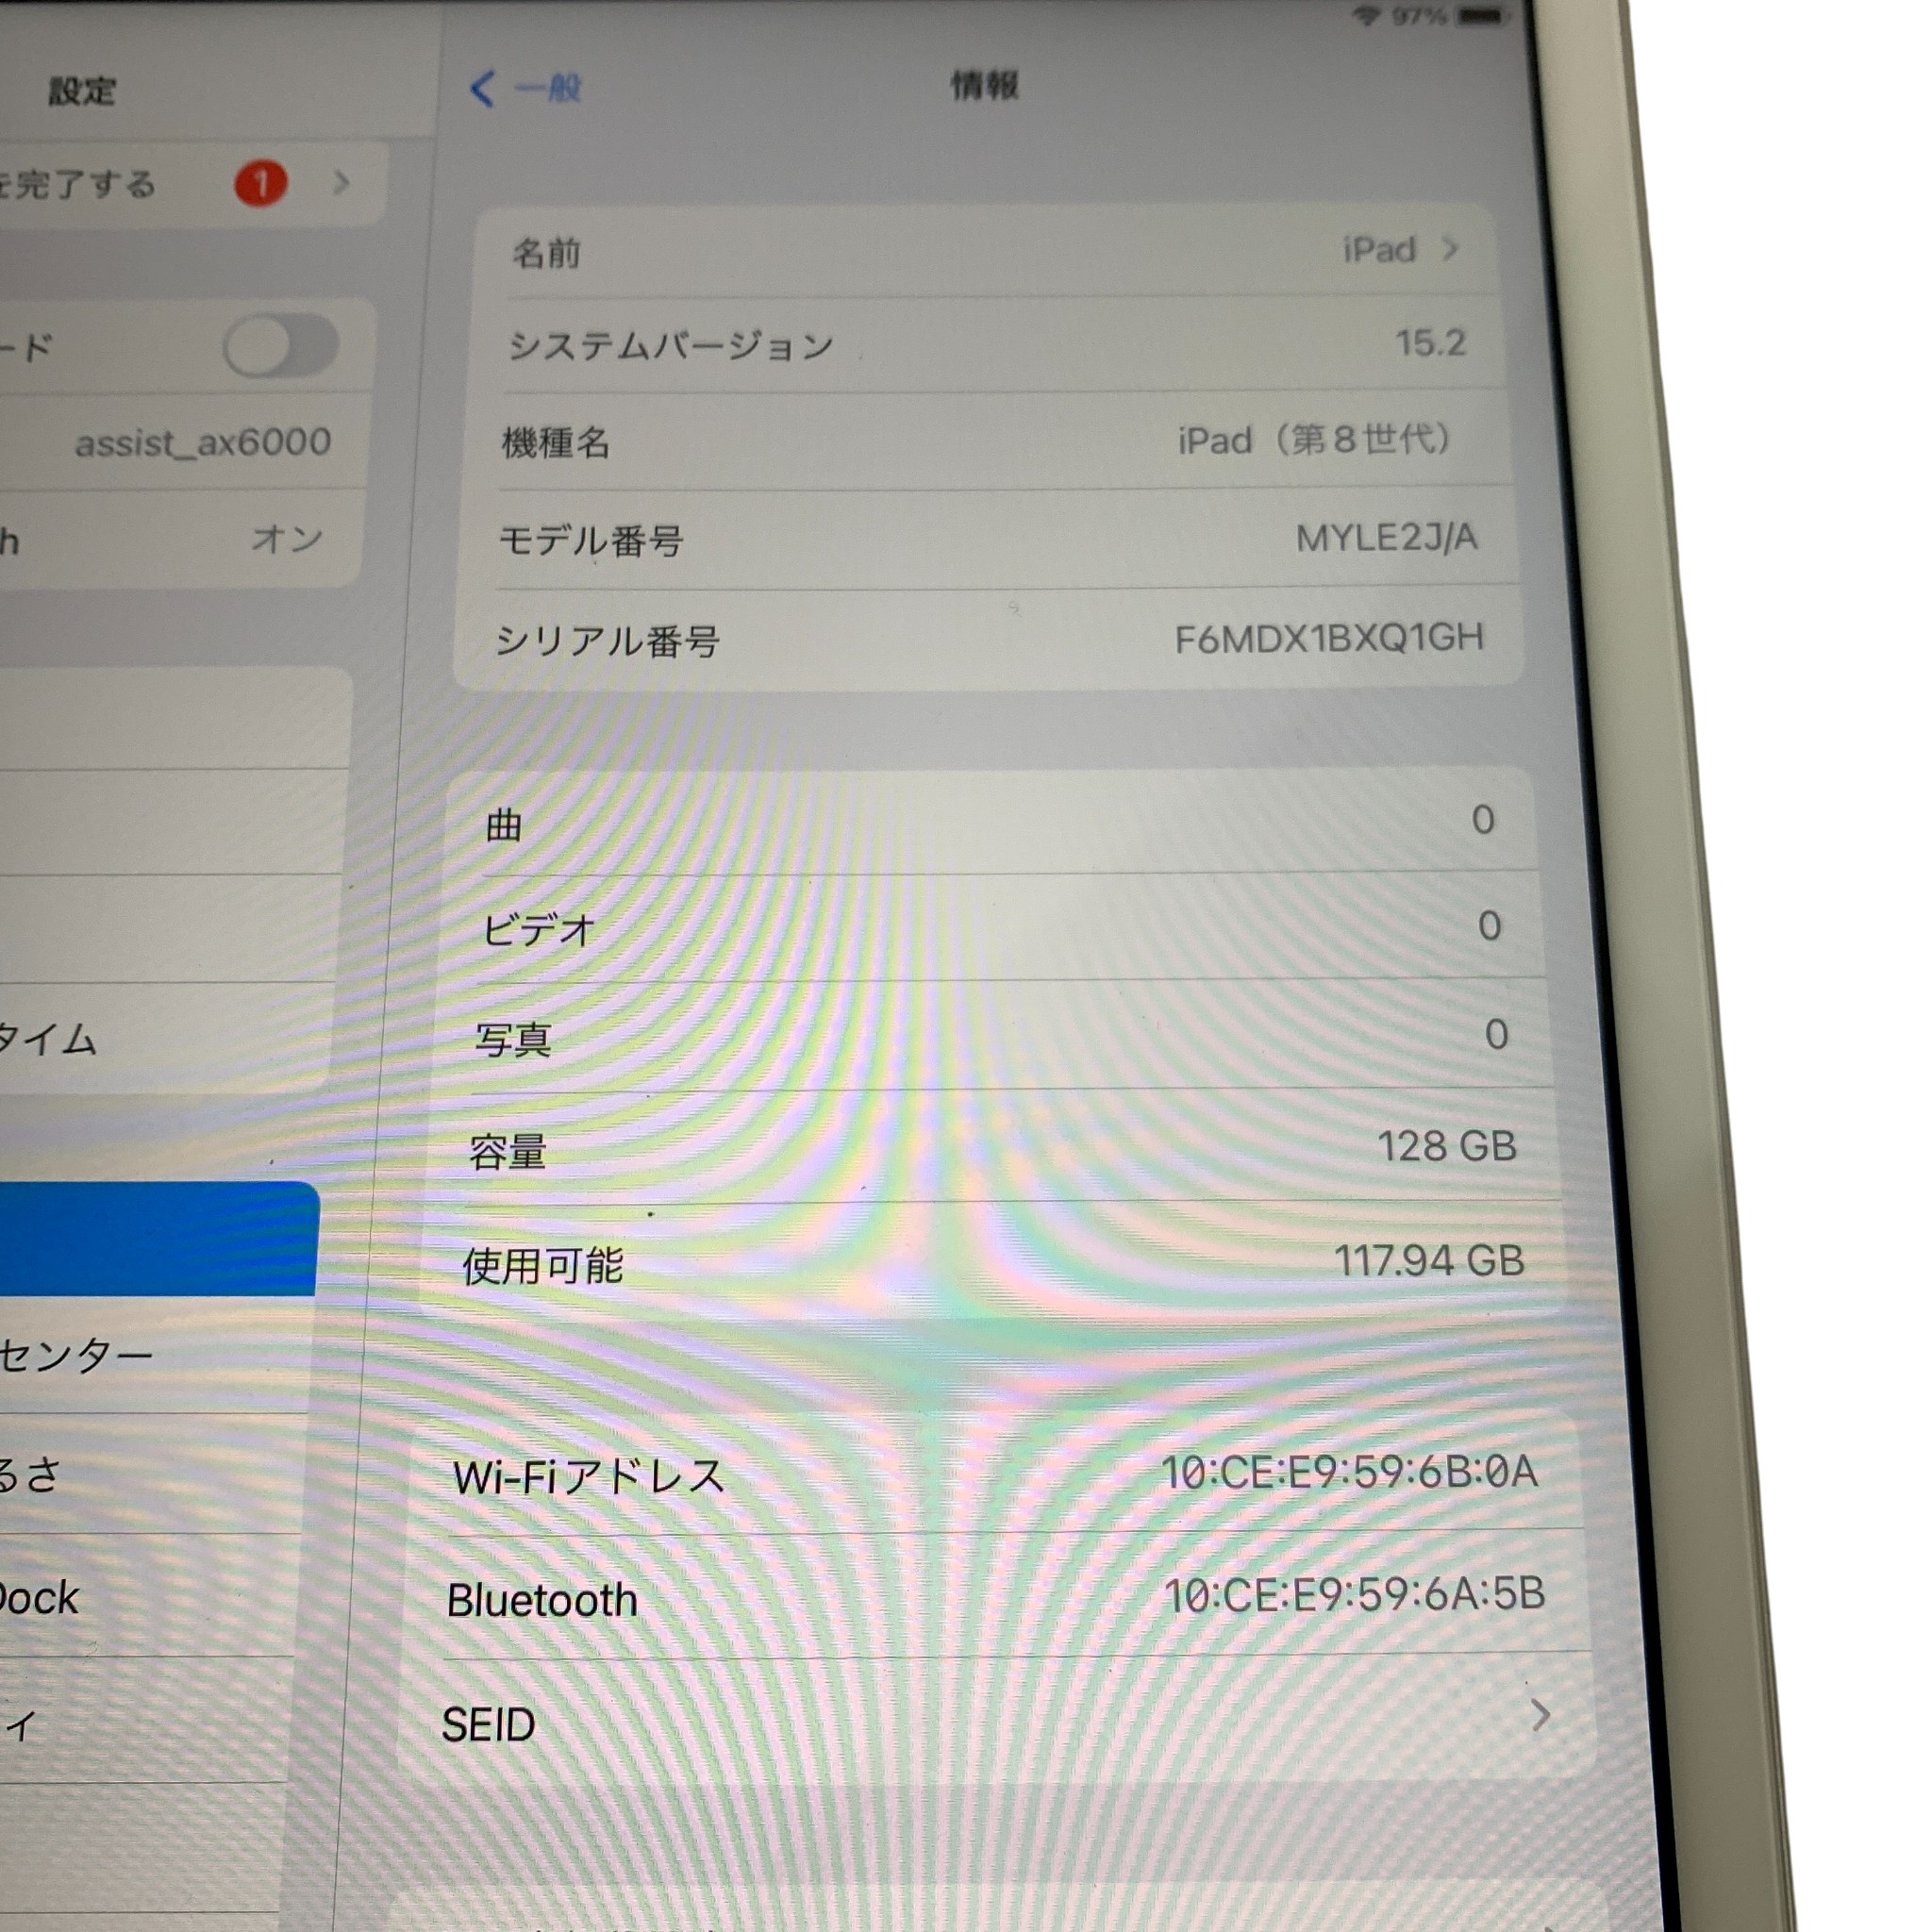 97%
設定
を完了する 1
ード
assist_ax6000
h オン
タイム
センター
るさ
Dock
イ
一般
情報
名前 iPad
システムバージョン 15.2
機種名 iPad（第8世代）
モデル番号 MYLE2J/A
シリアル番号 F6MDX1BXQ1GH
曲 0
ビデオ 0
写真 0
容量 128 GB
使用可能 117.94 GB
Wi-Fiアドレス 10:CE:E9:59:6B:0A
Bluetooth 10:CE:E9:59:6A:5B
SEID